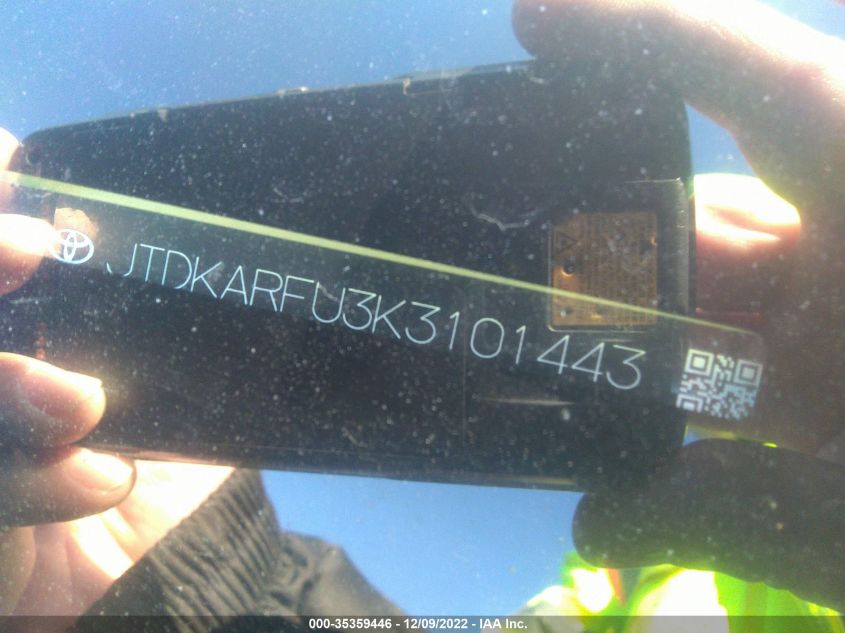 JTDKARFU3K3101443
000-35359446 - 12/09/2022 - IAA Inc.